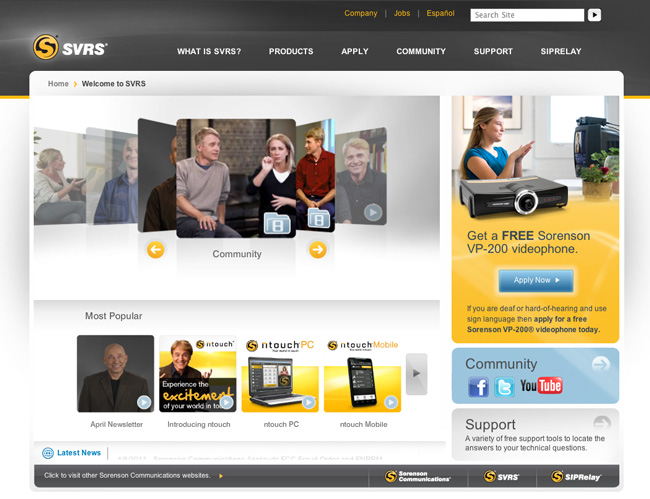 Company | Jobs | Español
Search Site
SVRS®
WHAT IS SVRS? PRODUCTS APPLY COMMUNITY SUPPORT SIPRELAY
Home Welcome to SVRS
Community
Get a FREE Sorenson
VP-200 videophone.
Apply Now
If you are deaf or hard-of-hearing and use
sign language then apply for a free
Sorenson VP-200® videophone today.
Most Popular
ntouch
Experience the
excitement
of your world in
ntouch PC
ntouch Mobile
April Newsletter
Introducing ntouch
ntouch PC
ntouch Mobile
Community
f
t
YouTube
Support
A variety of free support tools to locate the
answers to your technical questions.
@ Latest News
Click to visit other Sorenson Communications websites.
Sorenson
Communications
SVRS
SIPRelay